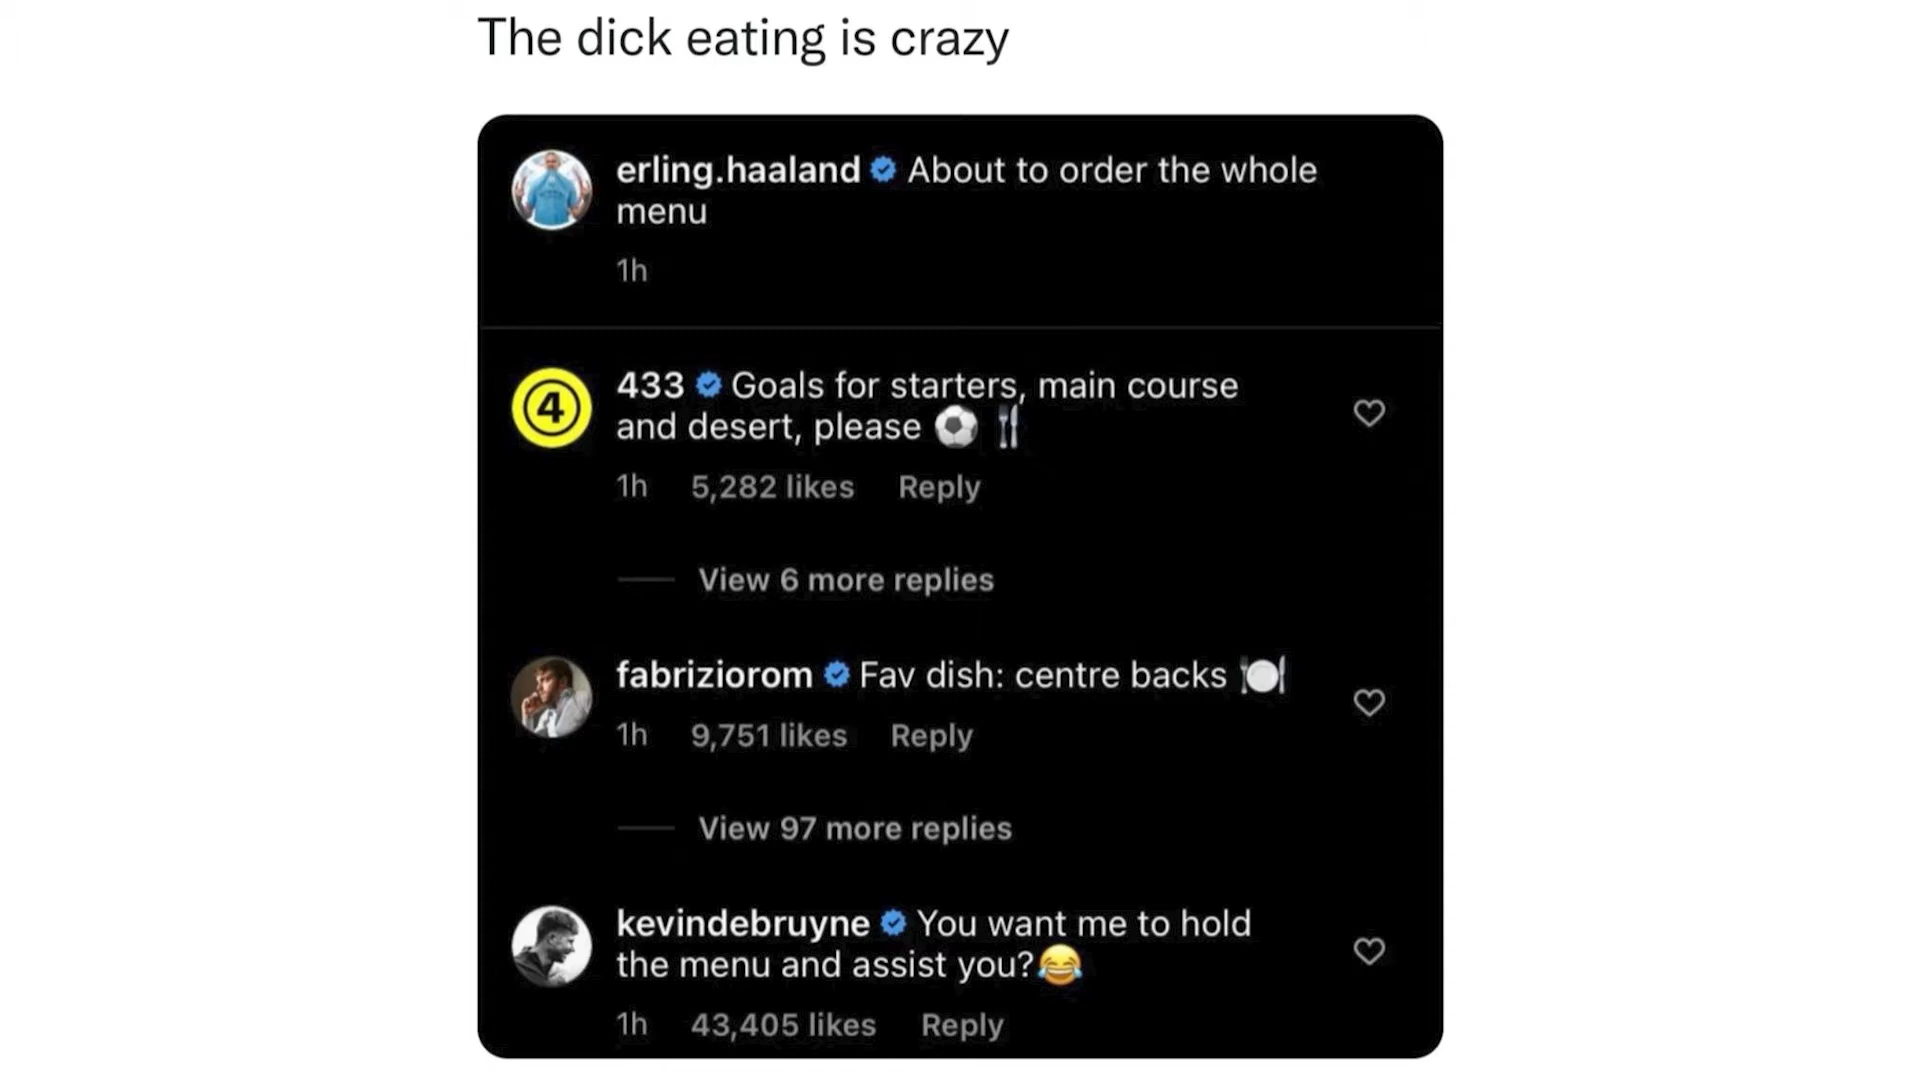 The dick eating is crazy
erling.haaland About to order the whole
menu
1h
4
433 Goals for starters, main course
and desert, please ⚽ 🍴
1h 5,282 likes Reply
View 6 more replies
fabriziorom Fav dish: centre backs 🍽
1h 9,751 likes Reply
View 97 more replies
kevindebruyne You want me to hold
the menu and assist you?😂
1h 43,405 likes Reply